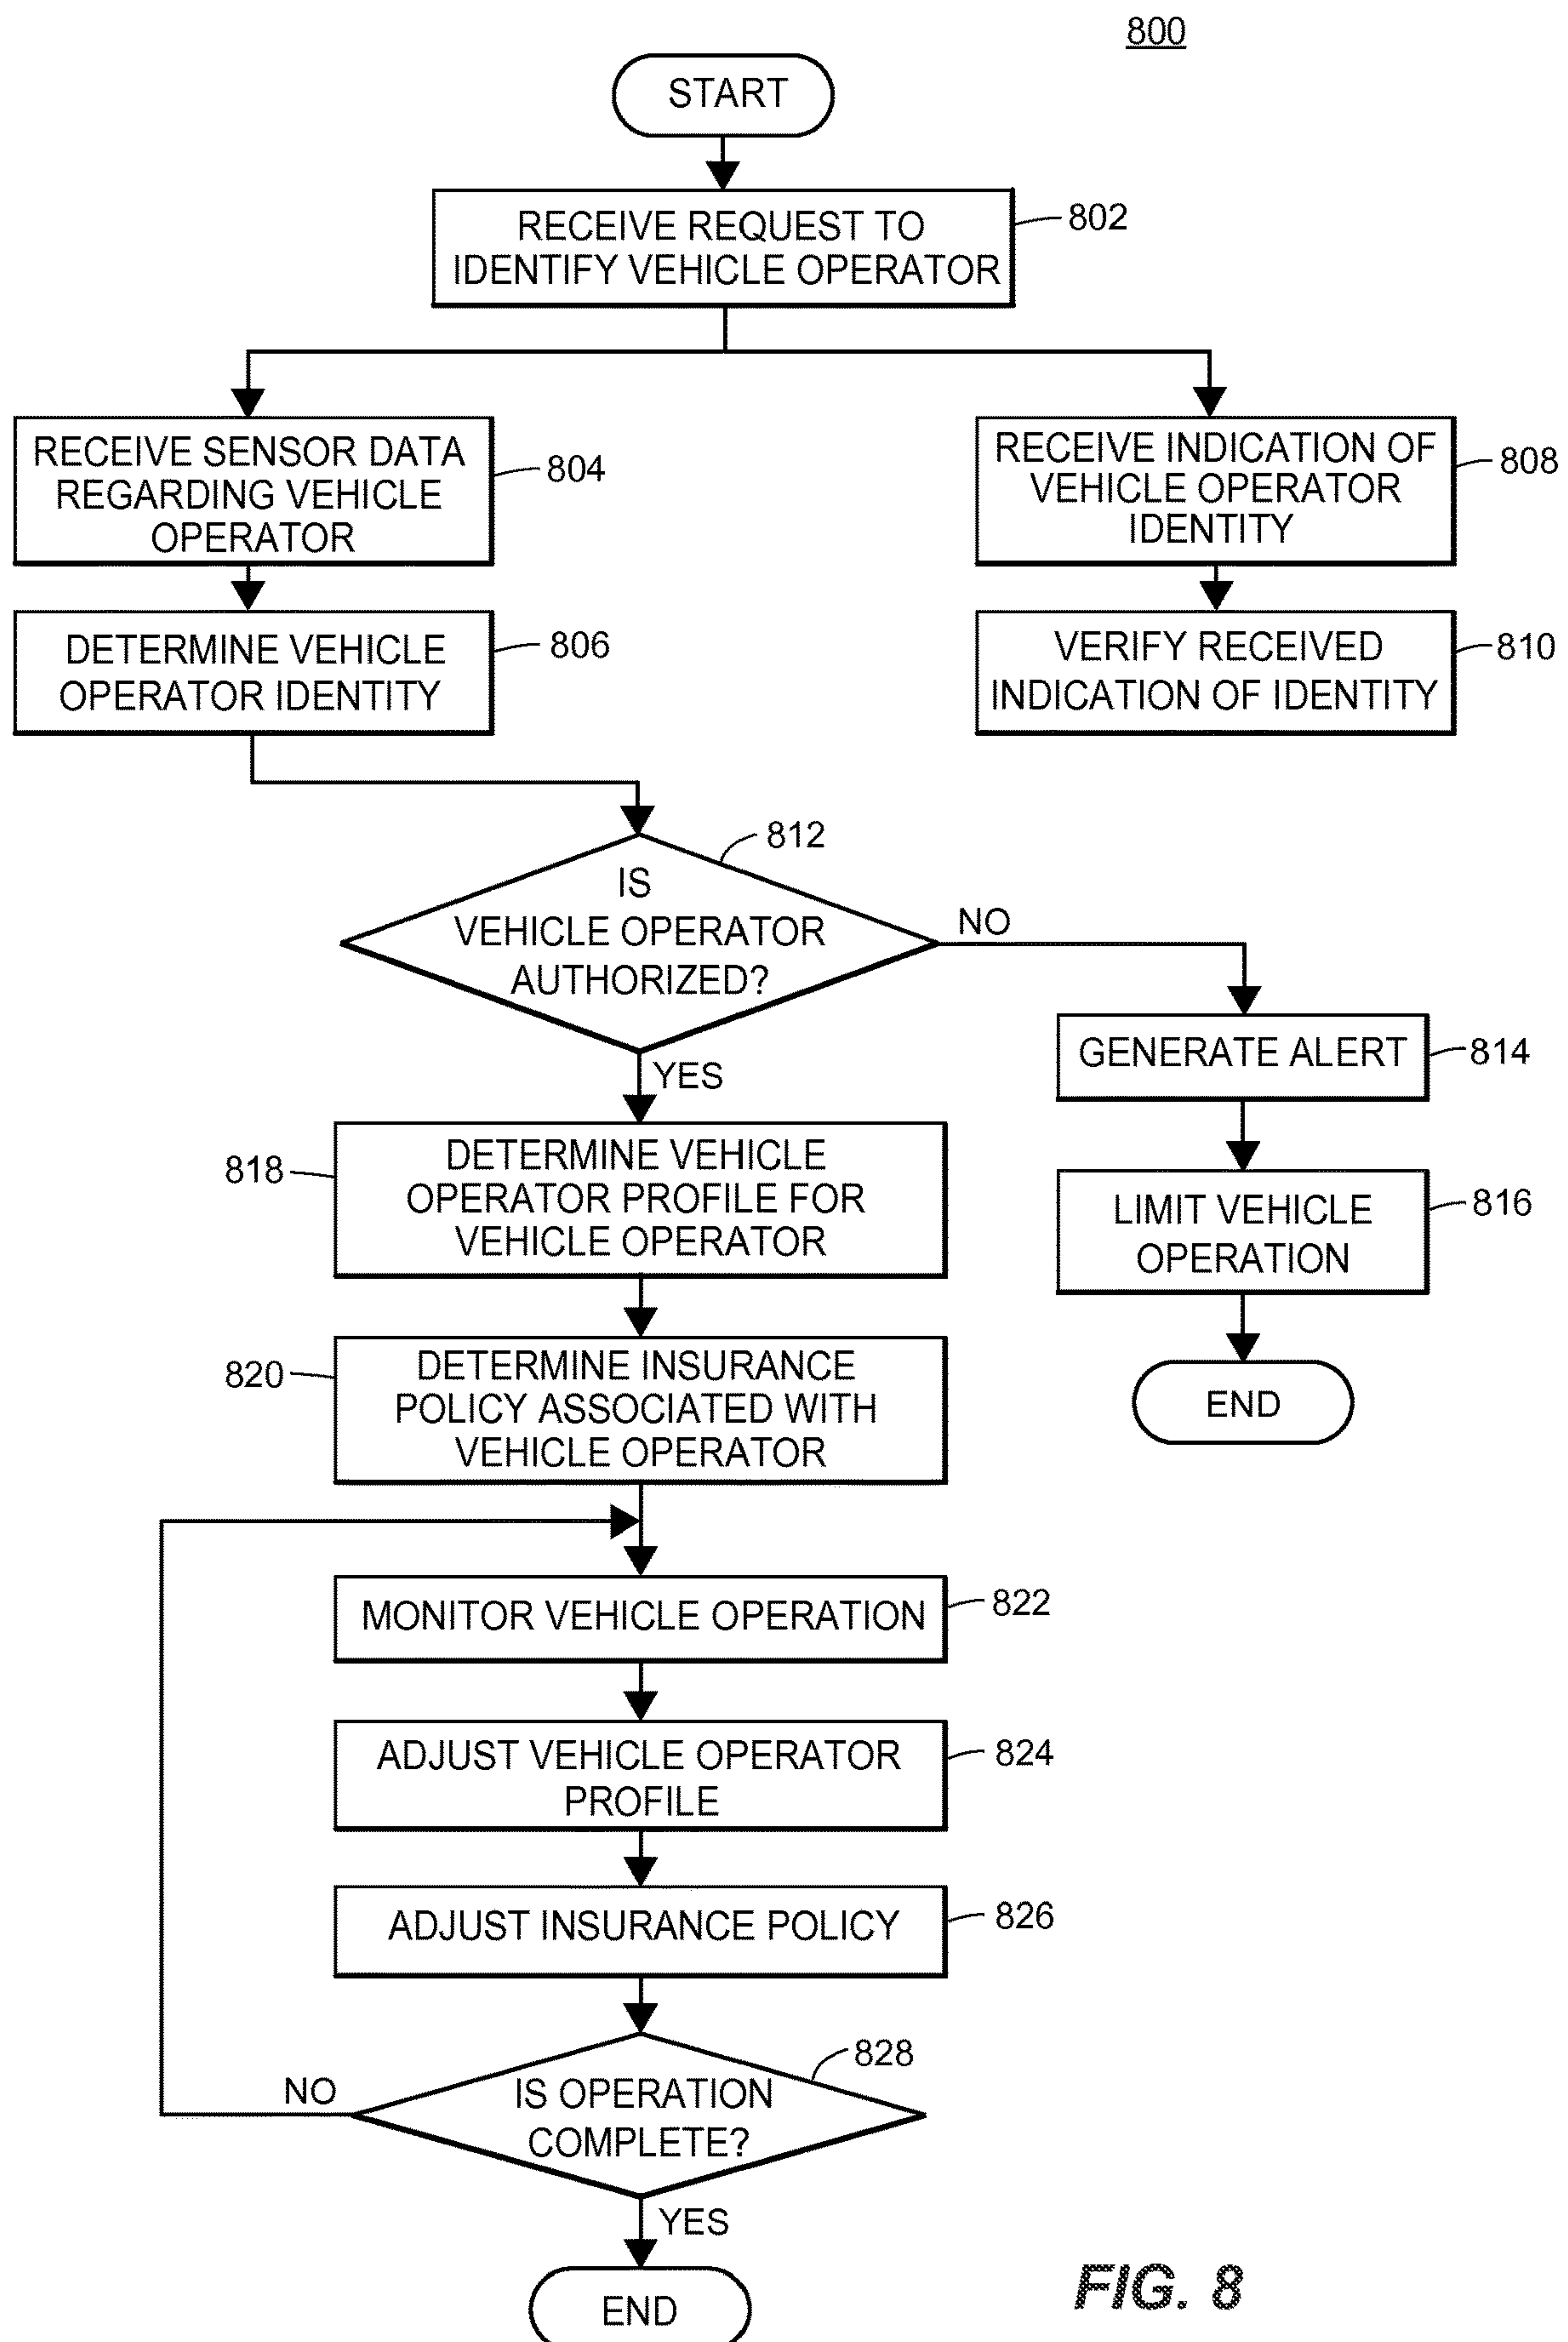 800
START
RECEIVE REQUEST TO
IDENTIFY VEHICLE OPERATOR
802
RECEIVE SENSOR DATA
REGARDING VEHICLE
OPERATOR
804
RECEIVE INDICATION OF
VEHICLE OPERATOR
IDENTITY
808
DETERMINE VEHICLE
OPERATOR IDENTITY
806
VERIFY RECEIVED
INDICATION OF IDENTITY
810
812
IS
VEHICLE OPERATOR
AUTHORIZED?
NO
YES
GENERATE ALERT
814
LIMIT VEHICLE
OPERATION
816
END
818
DETERMINE VEHICLE
OPERATOR PROFILE FOR
VEHICLE OPERATOR
820
DETERMINE INSURANCE
POLICY ASSOCIATED WITH
VEHICLE OPERATOR
MONITOR VEHICLE OPERATION
822
ADJUST VEHICLE OPERATOR
PROFILE
824
ADJUST INSURANCE POLICY
826
828
IS OPERATION
COMPLETE?
NO
YES
END
FIG. 8